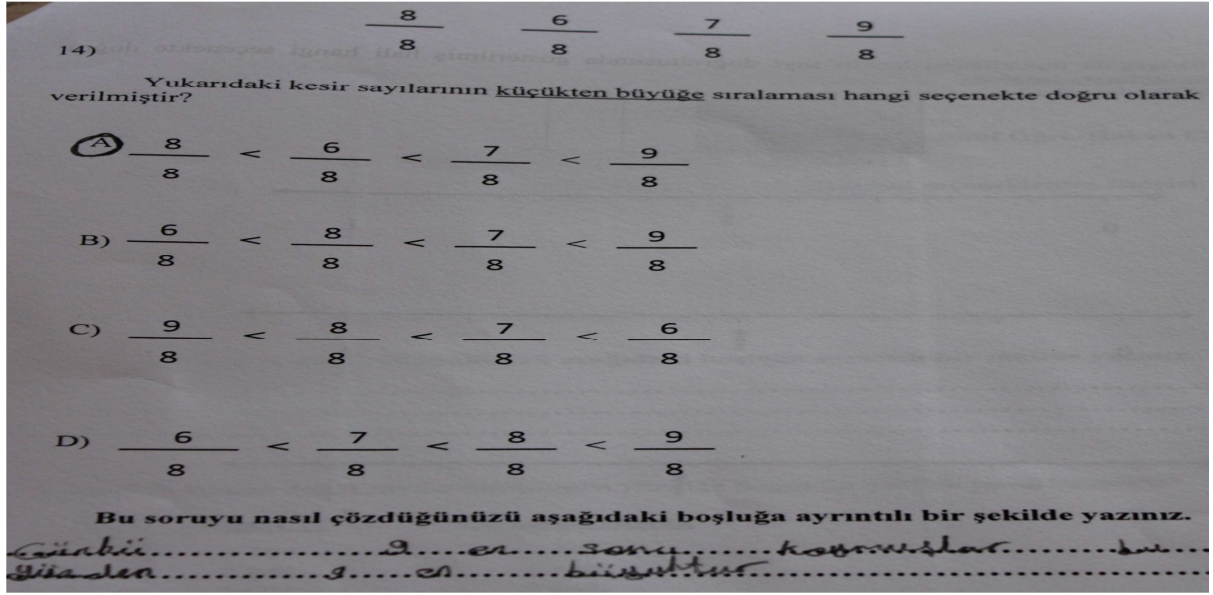 8/8 6/8 7/8 9/8
14)
Yukarıdaki kesir sayılarının küçükten büyüğe sıralaması hangi seçenekte doğru olarak
verilmiştir?
A 8/8 < 6/8 < 7/8 < 9/8
B) 6/8 < 8/8 < 7/8 < 9/8
C) 9/8 < 8/8 < 7/8 < 6/8
D) 6/8 < 7/8 < 8/8 < 9/8
Bu soruyu nasıl çözdüğünüzü aşağıdaki boşluğa ayrıntılı bir şekilde yazınız.
Çünkü 9 en sonu koymuşlar bu
9 en